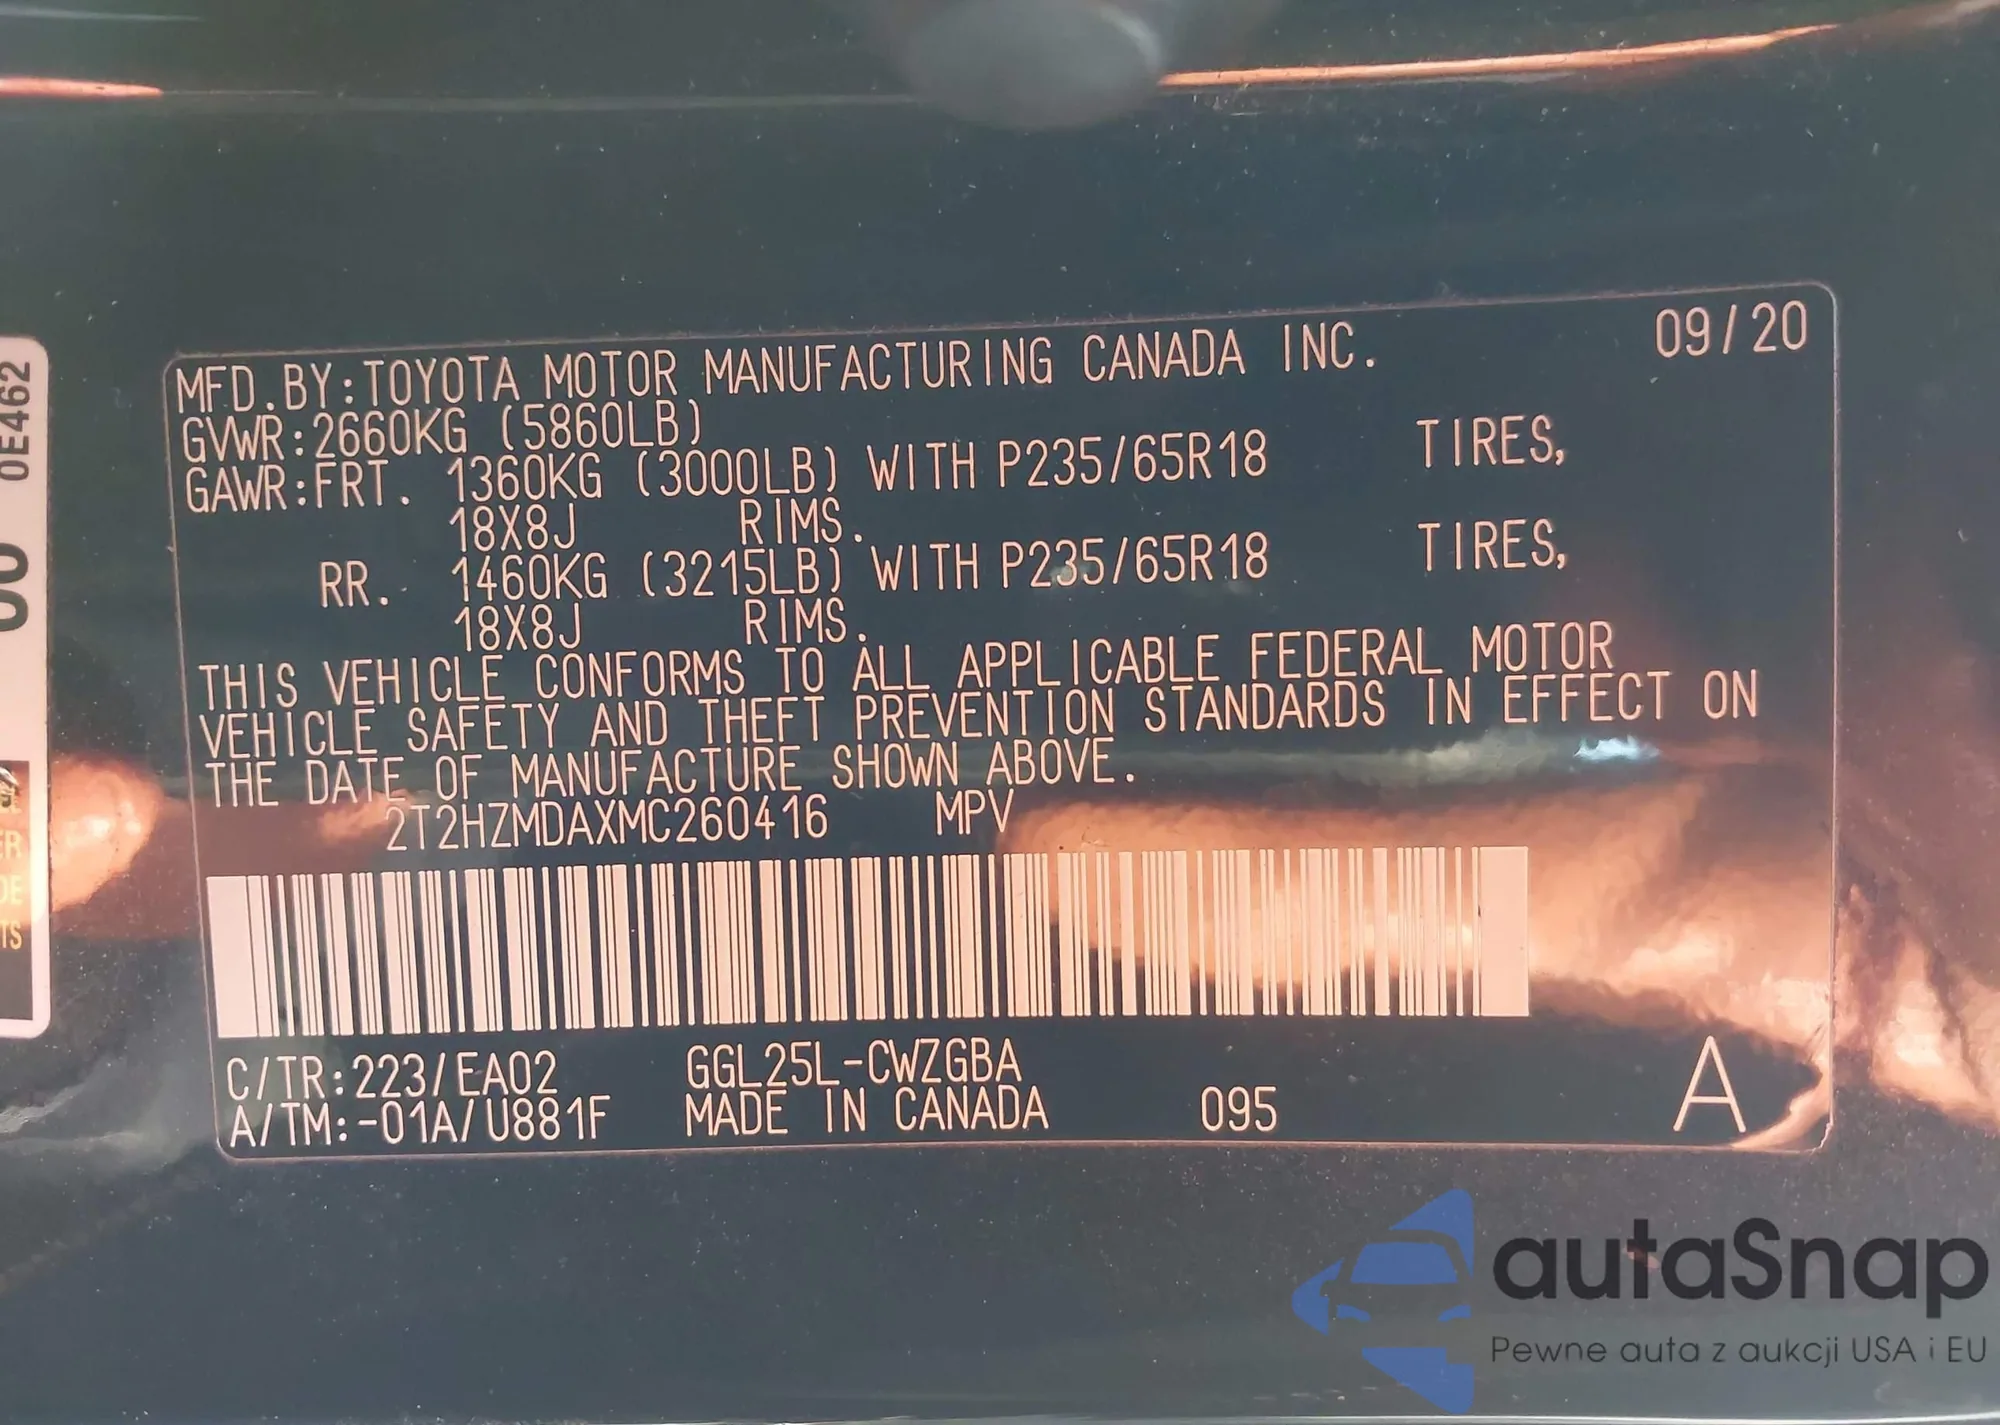 MFD.BY:TOYOTA MOTOR MANUFACTURING CANADA INC. 09/20
GVWR:2660KG (5860LB)
GAWR:FRT. 1360KG (3000LB) WITH P235/65R18 TIRES,
18X8J RIMS.
RR. 1460KG (3215LB) WITH P235/65R18 TIRES,
18X8J RIMS.
THIS VEHICLE CONFORMS TO ALL APPLICABLE FEDERAL MOTOR
VEHICLE SAFETY AND THEFT PREVENTION STANDARDS IN EFFECT ON
THE DATE OF MANUFACTURE SHOWN ABOVE.
2T2HZMDAXMC260416 MPV
C/TR:223/EA02 GGL25L-CWZGBA
A/TM:-01A/U881F MADE IN CANADA 095 A
0E462
autaSnap
Pewne auta z aukcji USA i EU